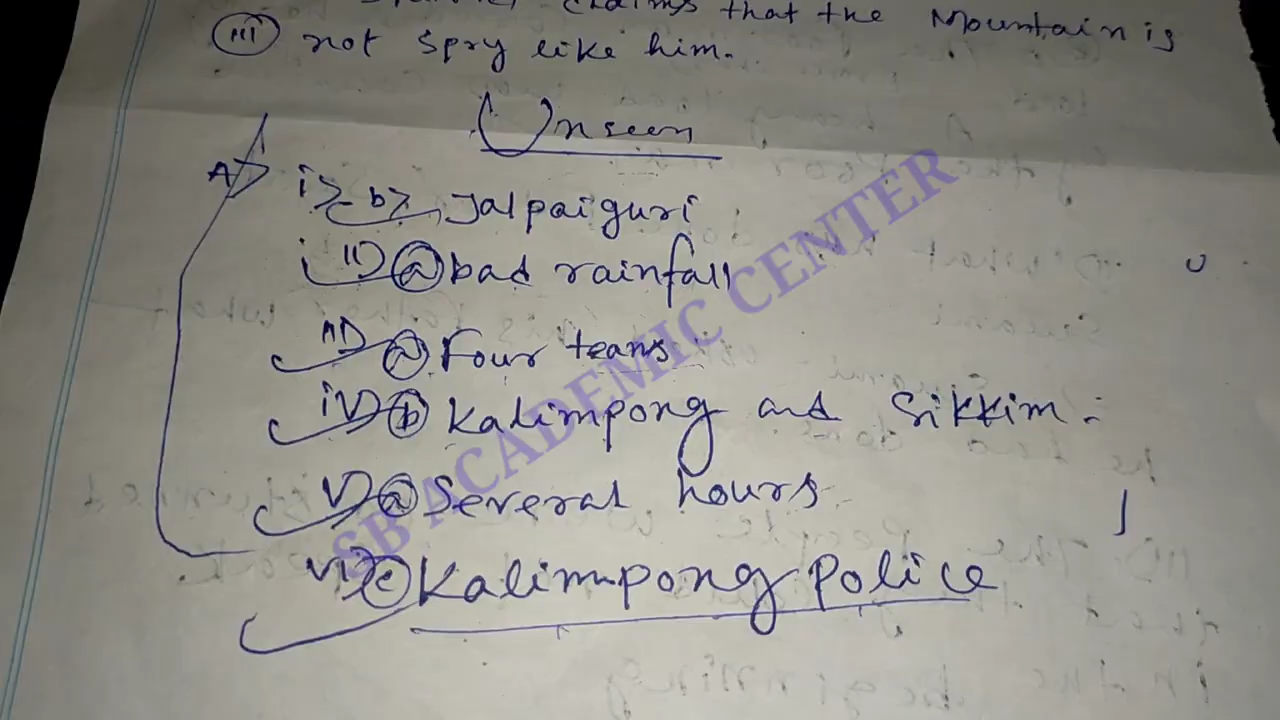 claims that the Mountain is
(iii) not spry like him.
Unseen
A> i> b> Jalpaiguri
ii) (a) bad rainfall
iii) (a) Four teans
iv) (b) Kalimpong and Sikkim.
v) (a) Several hours
vi) (c) Kalimpong Police
SB ACADEMIC CENTER